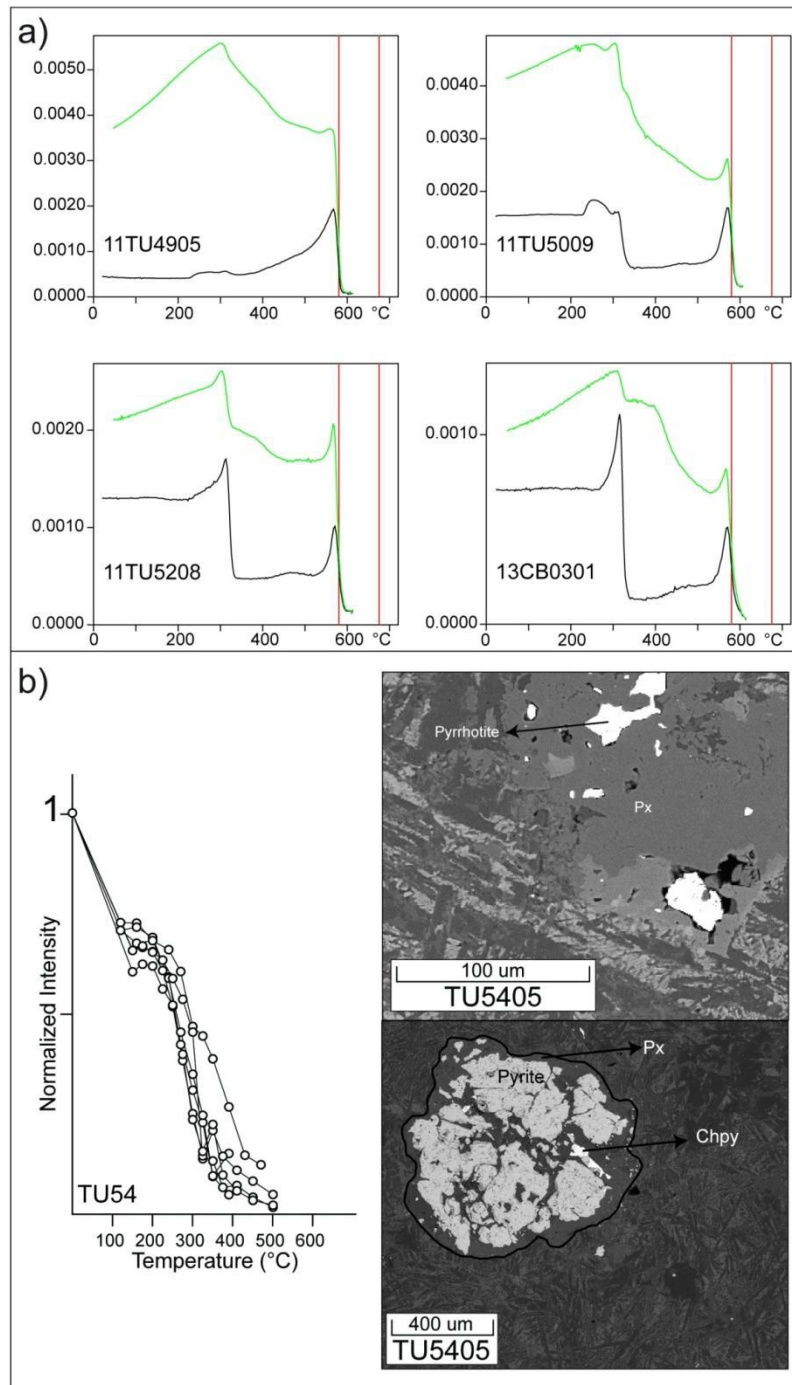 a)
0.0050
0.0040
0.0030
0.0020
0.0010
0.0000
11TU4905
0 200 400 600 °C
0.0040
0.0030
0.0020
0.0010
0.0000
11TU5009
0 200 400 600 °C
0.0020
0.0010
0.0000
11TU5208
0 200 400 600 °C
0.0010
0.0000
13CB0301
0 200 400 600 °C
b)
1
Normalized Intensity
TU54
100 200 300 400 500 600
Temperature (°C)
Pyrrhotite
Px
100 um
TU5405
Px
Pyrite
Chpy
400 um
TU5405